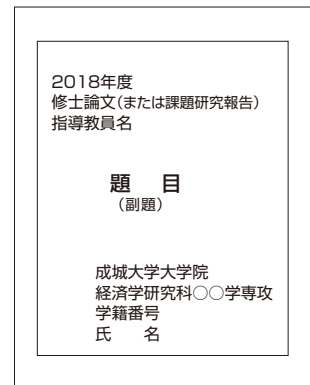 2018年度
修士論文(または課題研究報告)
指導教員名
題　目
(副題)
成城大学大学院
経済学研究科○○学専攻
学籍番号
氏　　名